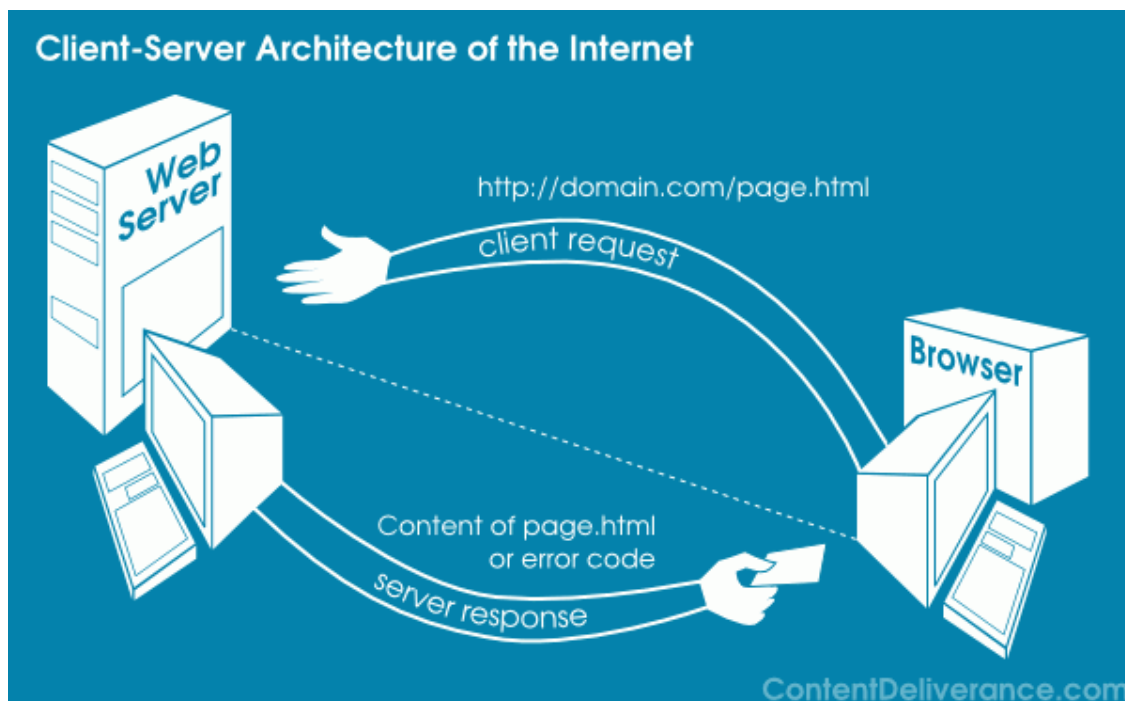 Client-Server Architecture of the Internet
Web
Server
http://domain.com/page.html
client request
Browser
Content of page.html
or error code
server response
ContentDeliverance.com